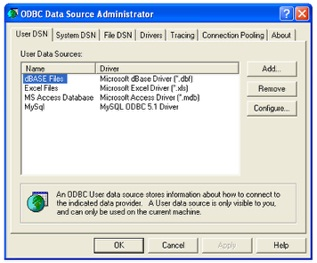 ODBC Data Source Administrator
User DSN System DSN File DSN Drivers Tracing Connection Pooling About
User Data Sources:
Name Driver
dBASE Files Microsoft dBase Driver (*.dbf)
Excel Files Microsoft Excel Driver (*.xls)
MS Access Database Microsoft Access Driver (*.mdb)
MySql MySQL ODBC 5.1 Driver
Add...
Remove
Configure...
An ODBC User data source stores information about how to connect to
the indicated data provider. A User data source is only visible to you,
and can only be used on the current machine.
OK Cancel Apply Help